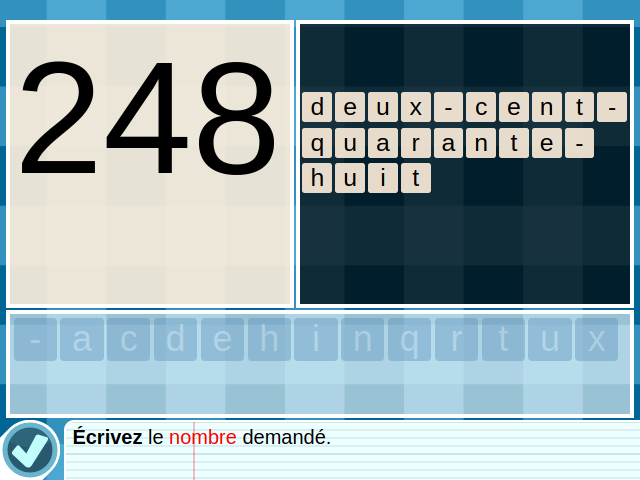 248
deux-cent-
quarante-
huit
- a c d e h i n q r t u x
Écrivez le nombre demandé.